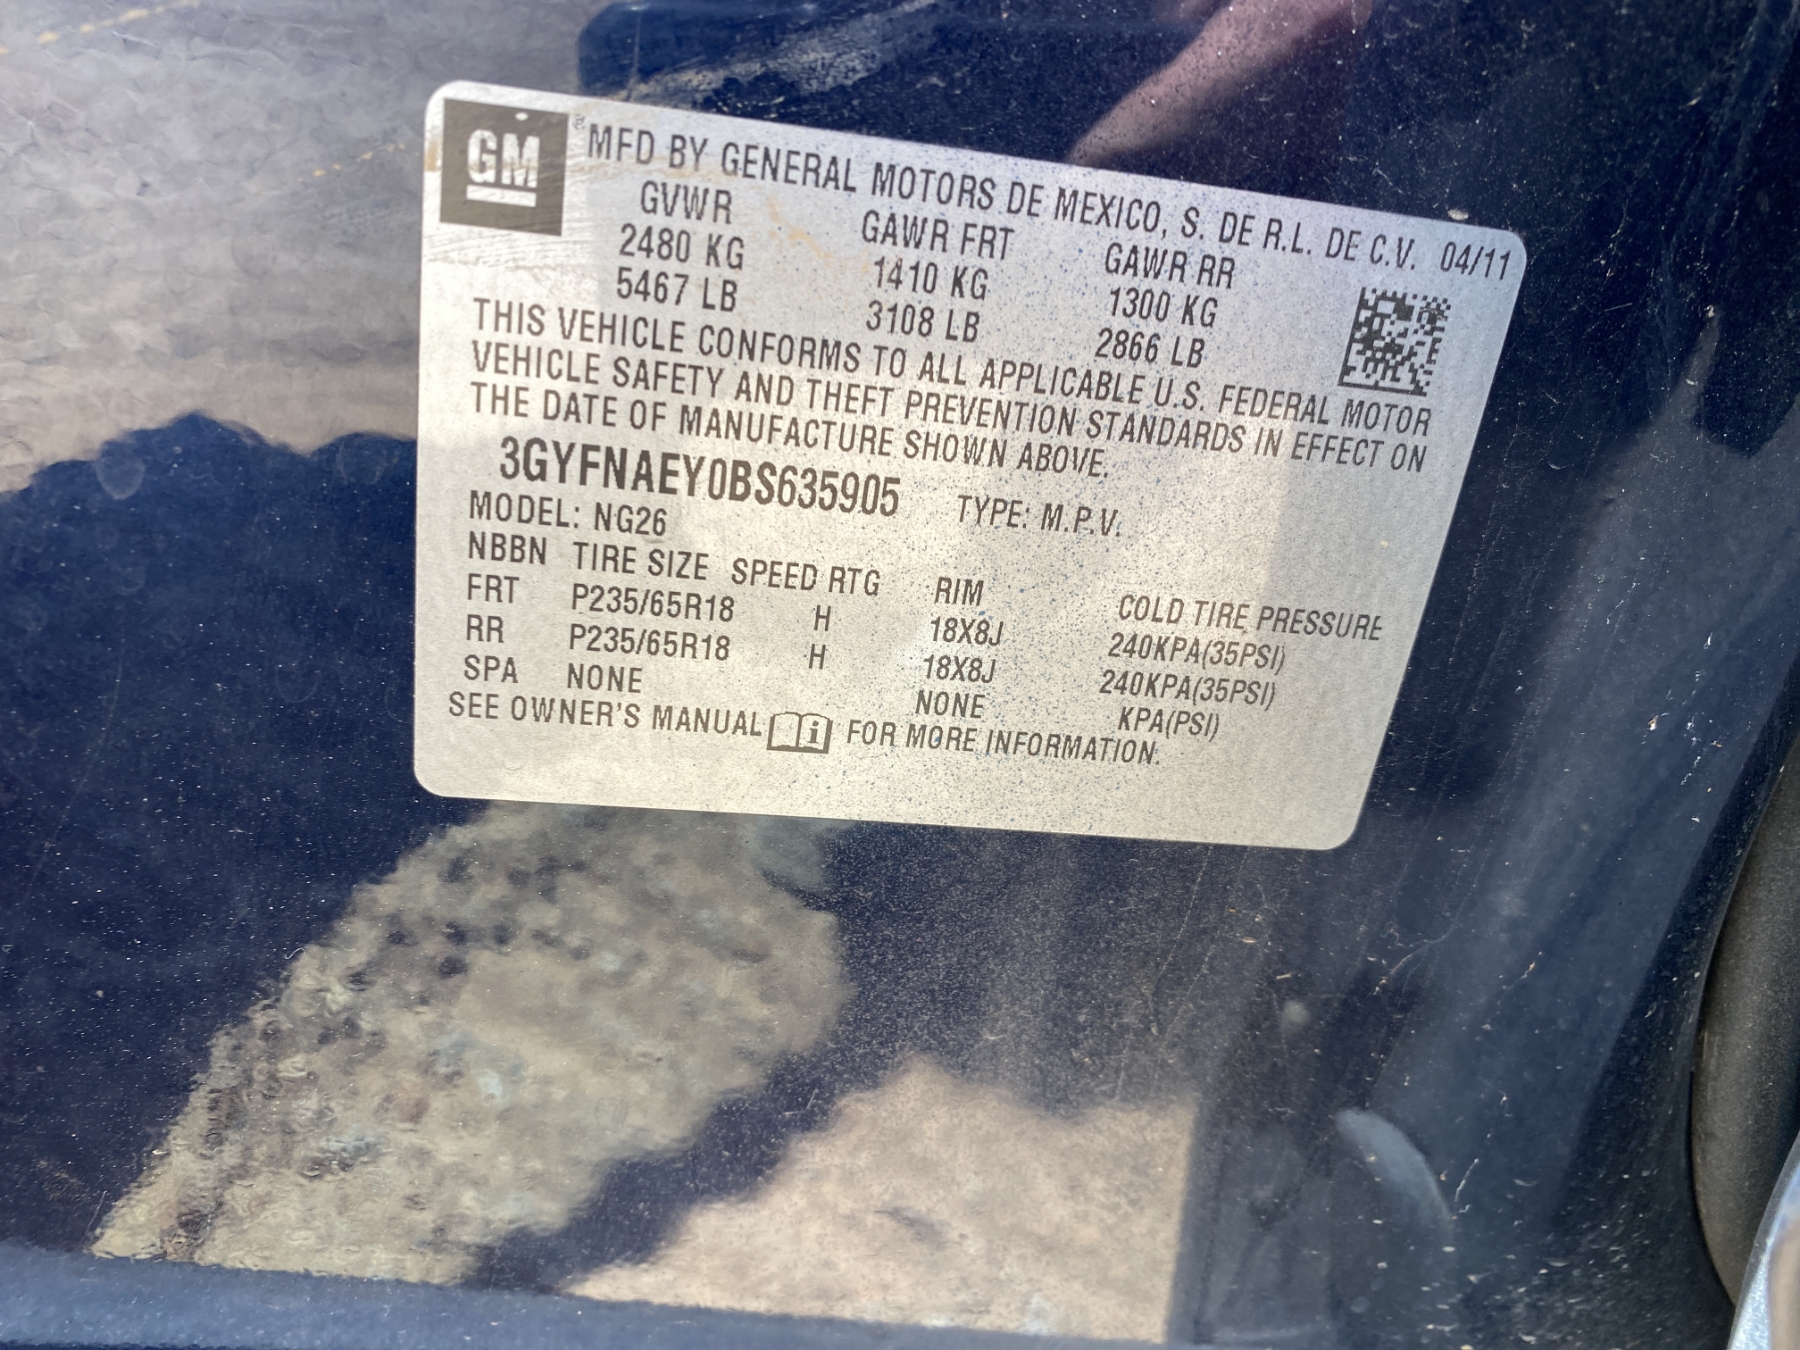 GM
® MFD BY GENERAL MOTORS DE MEXICO, S. DE R.L. DE C.V. 04/11
GVWR GAWR FRT GAWR RR
2480 KG 1410 KG 1300 KG
5467 LB 3108 LB 2866 LB
THIS VEHICLE CONFORMS TO ALL APPLICABLE U.S. FEDERAL MOTOR
VEHICLE SAFETY AND THEFT PREVENTION STANDARDS IN EFFECT ON
THE DATE OF MANUFACTURE SHOWN ABOVE.
3GYFNAEY0BS635905 TYPE: M.P.V.
MODEL: NG26
NBBN TIRE SIZE SPEED RTG RIM COLD TIRE PRESSURE
FRT P235/65R18 H 18X8J 240KPA(35PSI)
RR P235/65R18 H 18X8J 240KPA(35PSI)
SPA NONE NONE KPA(PSI)
SEE OWNER'S MANUAL i FOR MORE INFORMATION.